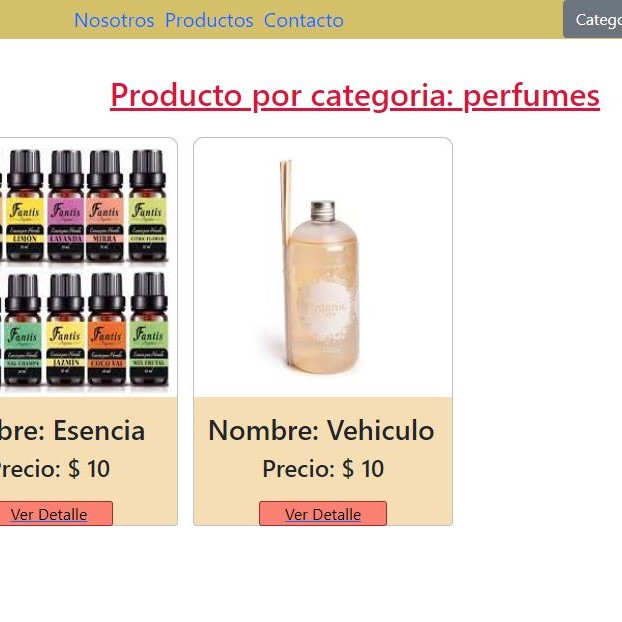 Nosotros Productos Contacto Catego
Producto por categoria: perfumes
Fantis Fantis Fantis Fantis
LIMON LAVANDA MIRRA CITRIC FLOWER
Fantis Fantis Fantis Fantis
NAG CHAMPA JAZMIN COCO VAI MIX FRUTAL
Organic
bre: Esencia
Nombre: Vehiculo
recio: $ 10
Precio: $ 10
Ver Detalle
Ver Detalle